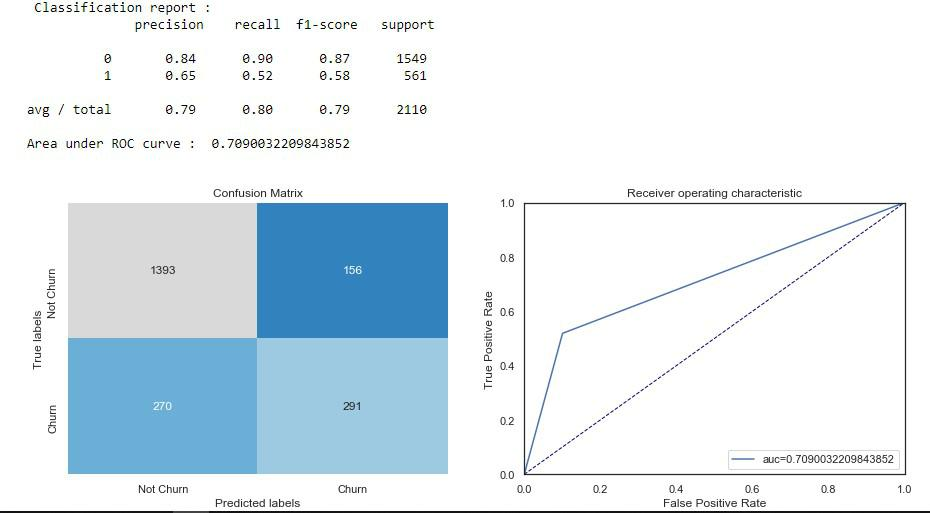 Classification report :
precision recall f1-score support
0 0.84 0.90 0.87 1549
1 0.65 0.52 0.58 561
avg / total 0.79 0.80 0.79 2110
Area under ROC curve : 0.7090032209843852
Confusion Matrix
True labels
Not Churn
Churn
1393 156
270 291
Not Churn Churn
Predicted labels
Receiver operating characteristic
True Positive Rate
1.0
0.8
0.6
0.4
0.2
0.0
auc=0.7090032209843852
0.0 0.2 0.4 0.6 0.8 1.0
False Positive Rate